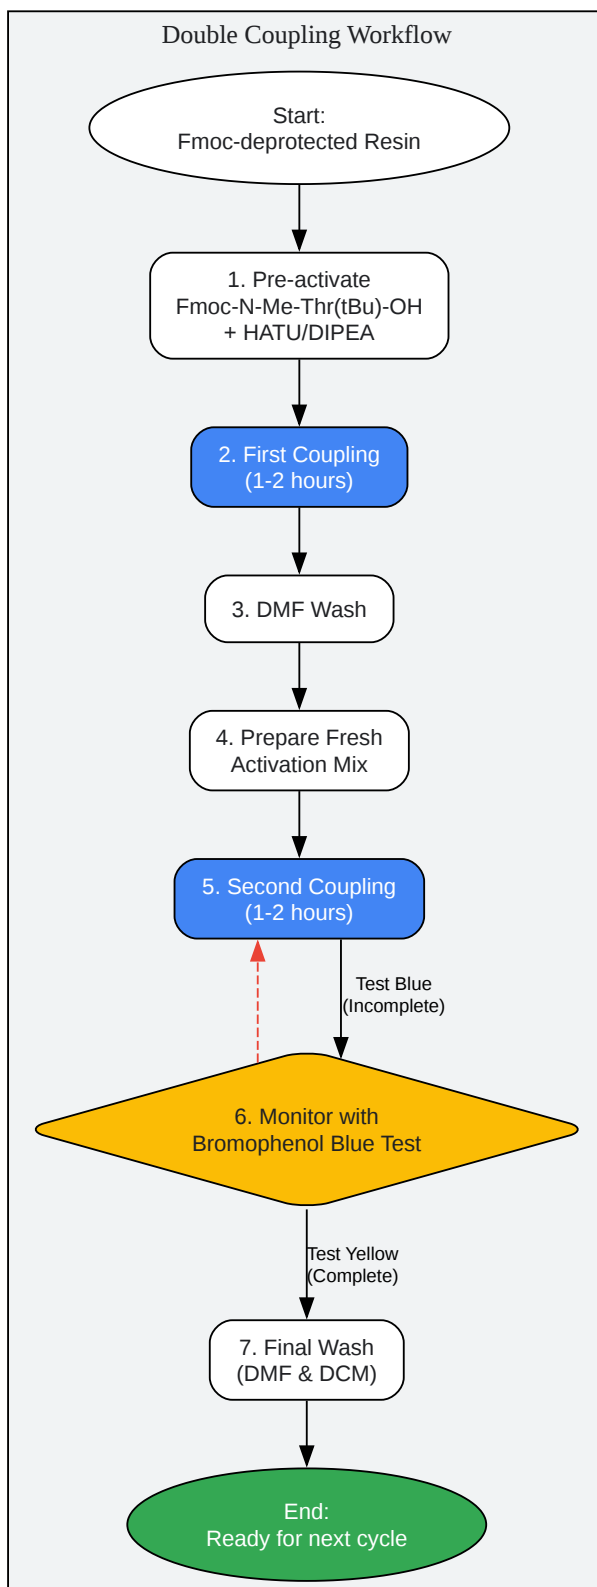 Double Coupling Workflow
Start:
Fmoc-deprotected Resin
1. Pre-activate
Fmoc-N-Me-Thr(tBu)-OH
+ HATU/DIPEA
2. First Coupling
(1-2 hours)
3. DMF Wash
4. Prepare Fresh
Activation Mix
5. Second Coupling
(1-2 hours)
Test Blue
(Incomplete)
6. Monitor with
Bromophenol Blue Test
Test Yellow
(Complete)
7. Final Wash
(DMF & DCM)
End:
Ready for next cycle